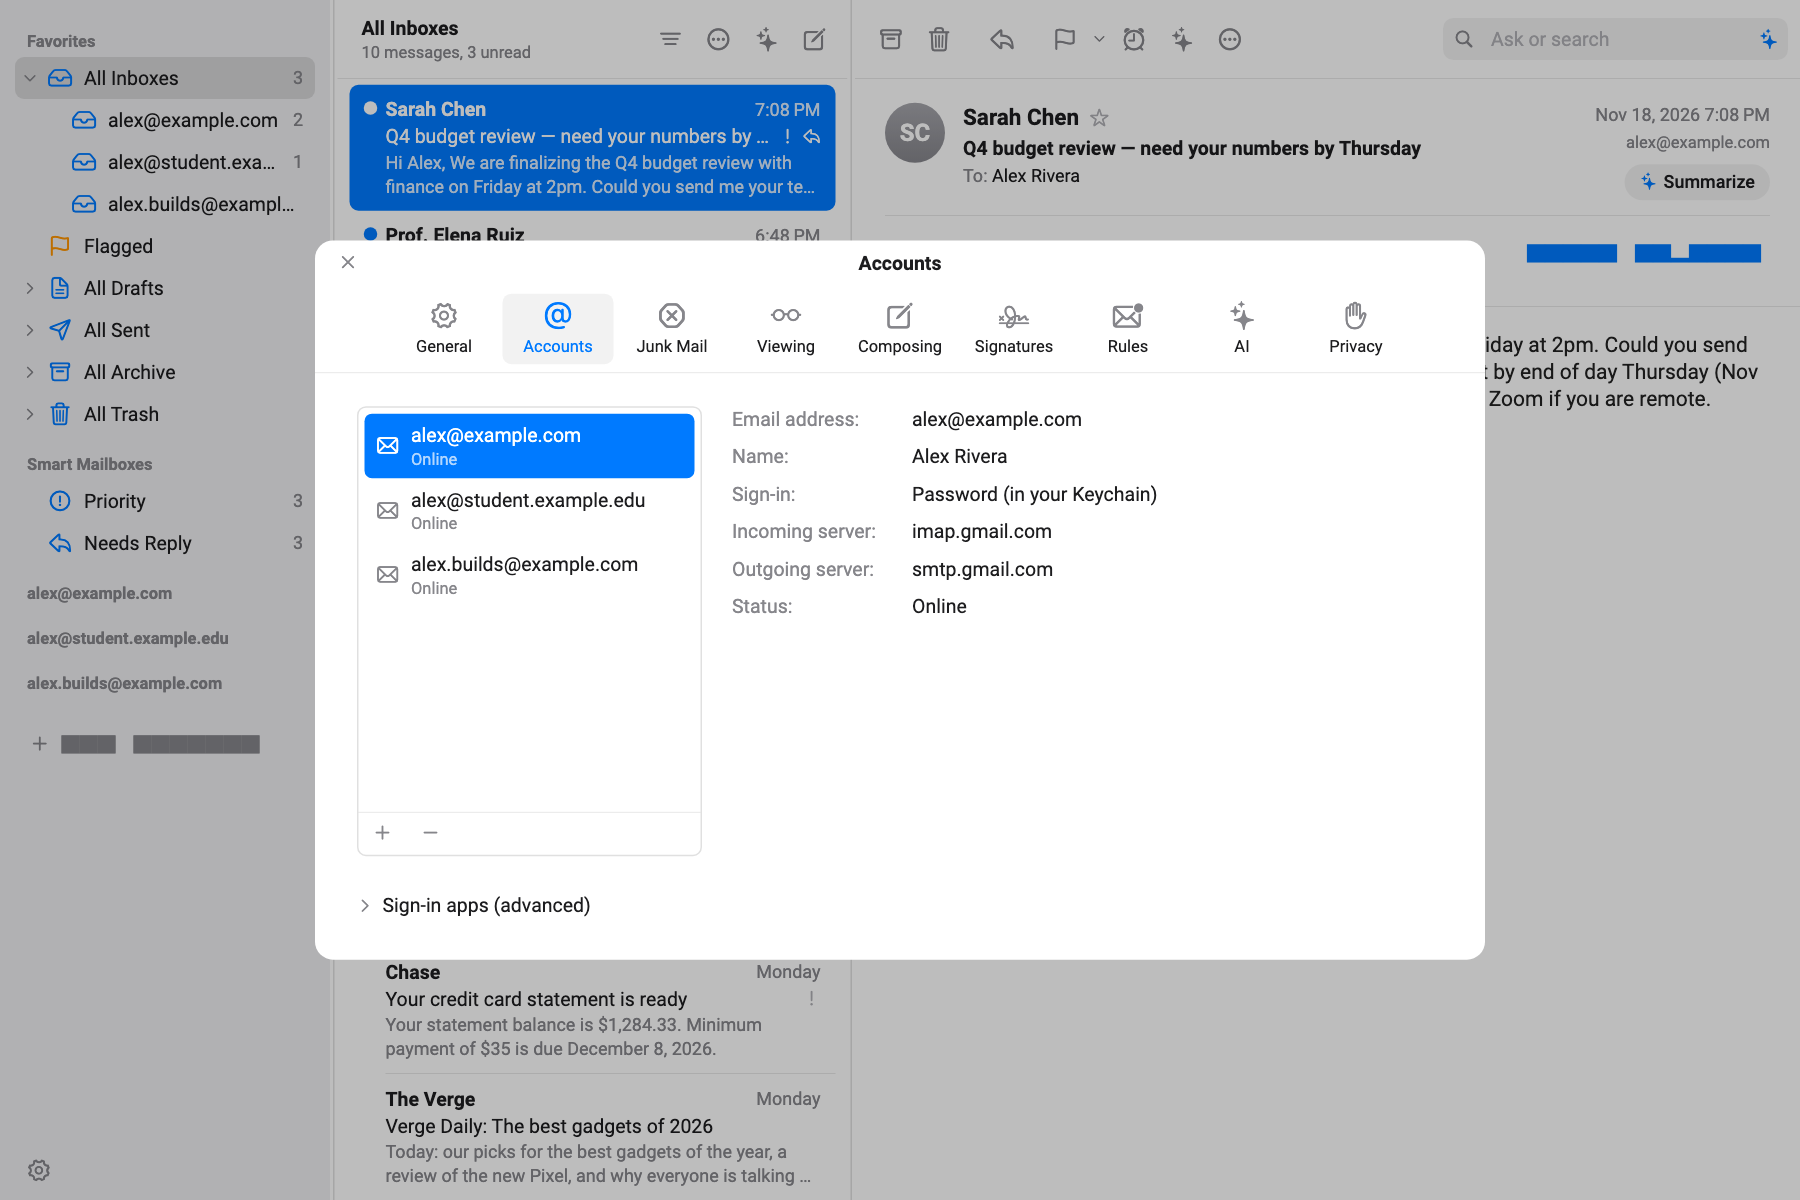 Favorites
All Inboxes 3
alex@example.com 2
alex@student.exa... 1
alex.builds@exampl...
Flagged
All Drafts
All Sent
All Archive
All Trash
Smart Mailboxes
Priority 3
Needs Reply 3
alex@example.com
alex@student.example.edu
alex.builds@example.com
All Inboxes
10 messages, 3 unread
Sarah Chen 7:08 PM
Q4 budget review — need your numbers by ... !
Hi Alex, We are finalizing the Q4 budget review with
finance on Friday at 2pm. Could you send me your te...
Prof. Elena Ruiz 6:48 PM
Ask or search
SC
Sarah Chen
Nov 18, 2026 7:08 PM
Q4 budget review — need your numbers by Thursday
alex@example.com
To: Alex Rivera
Summarize
iday at 2pm. Could you send
t by end of day Thursday (Nov
Zoom if you are remote.
Accounts
General
Accounts
Junk Mail
Viewing
Composing
Signatures
Rules
AI
Privacy
alex@example.com
Online
alex@student.example.edu
Online
alex.builds@example.com
Online
Email address: alex@example.com
Name: Alex Rivera
Sign-in: Password (in your Keychain)
Incoming server: imap.gmail.com
Outgoing server: smtp.gmail.com
Status: Online
Sign-in apps (advanced)
Chase Monday
Your credit card statement is ready !
Your statement balance is $1,284.33. Minimum
payment of $35 is due December 8, 2026.
The Verge Monday
Verge Daily: The best gadgets of 2026
Today: our picks for the best gadgets of the year, a
review of the new Pixel, and why everyone is talking ...